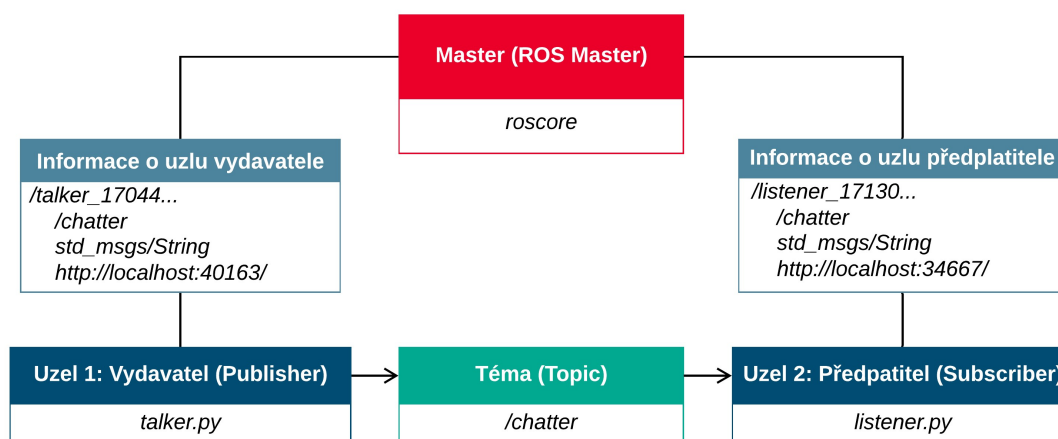 Master (ROS Master)
roscore
Informace o uzlu vydavatele
/talker_17044...
/chatter
std_msgs/String
http://localhost:40163/
Informace o uzlu předplatitele
/listener_17130...
/chatter
std_msgs/String
http://localhost:34667/
Uzel 1: Vydavatel (Publisher)
talker.py
Téma (Topic)
/chatter
Uzel 2: Předpatitel (Subscriber)
listener.py